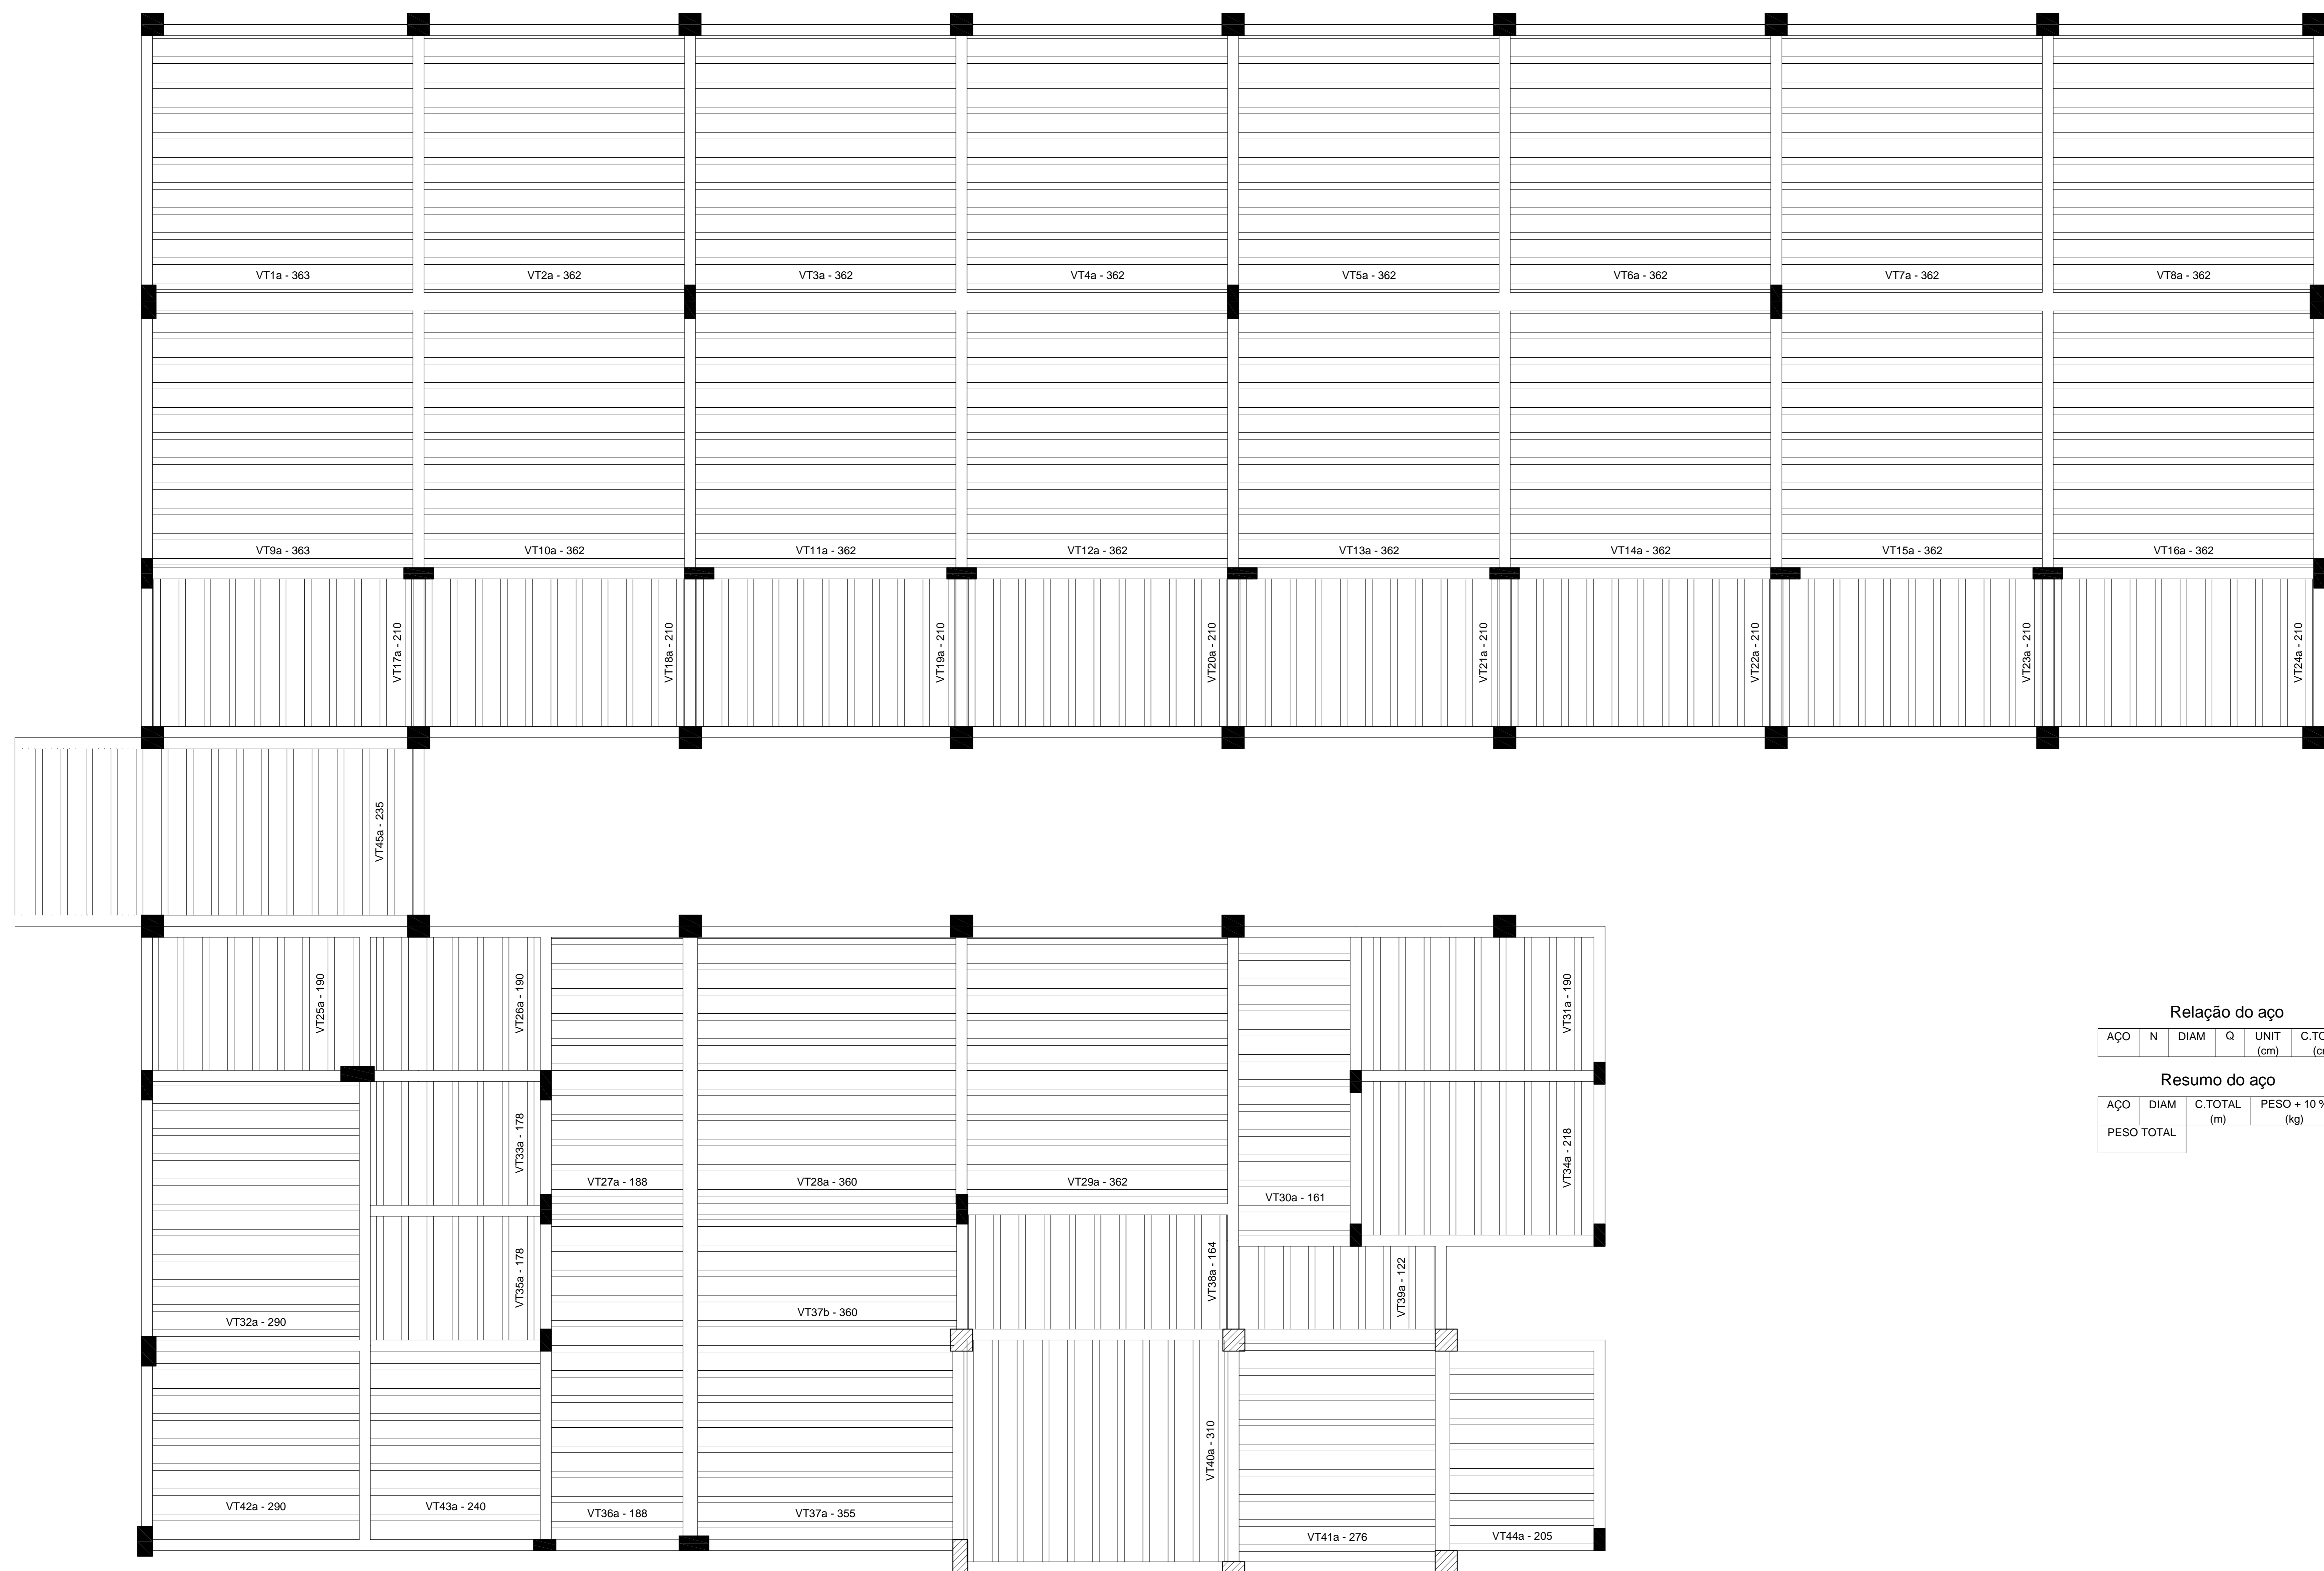 VT1a - 363
VT2a - 362
VT3a - 362
VT4a - 362
VT5a - 362
VT6a - 362
VT7a - 362
VT8a - 362
VT9a - 363
VT10a - 362
VT11a - 362
VT12a - 362
VT13a - 362
VT14a - 362
VT15a - 362
VT16a - 362
VT17a - 210
VT18a - 210
VT19a - 210
VT20a - 210
VT21a - 210
VT22a - 210
VT23a - 210
VT24a - 210
VT45a - 235
VT25a - 190
VT26a - 190
VT31a - 190
Relação do aço
AÇO N DIAM Q UNIT
(cm)
Resumo do aço
AÇO DIAM C.TOTAL PESO + 10 %
(m) (kg)
PESO TOTAL
VT33a - 178
VT34a - 218
VT27a - 188
VT28a - 360
VT29a - 362
VT30a - 161
VT35a - 178
VT38a - 164
VT39a - 122
VT37b - 360
VT32a - 290
VT40a - 310
VT42a - 290
VT43a - 240
VT36a - 188
VT37a - 355
VT41a - 276
VT44a - 205